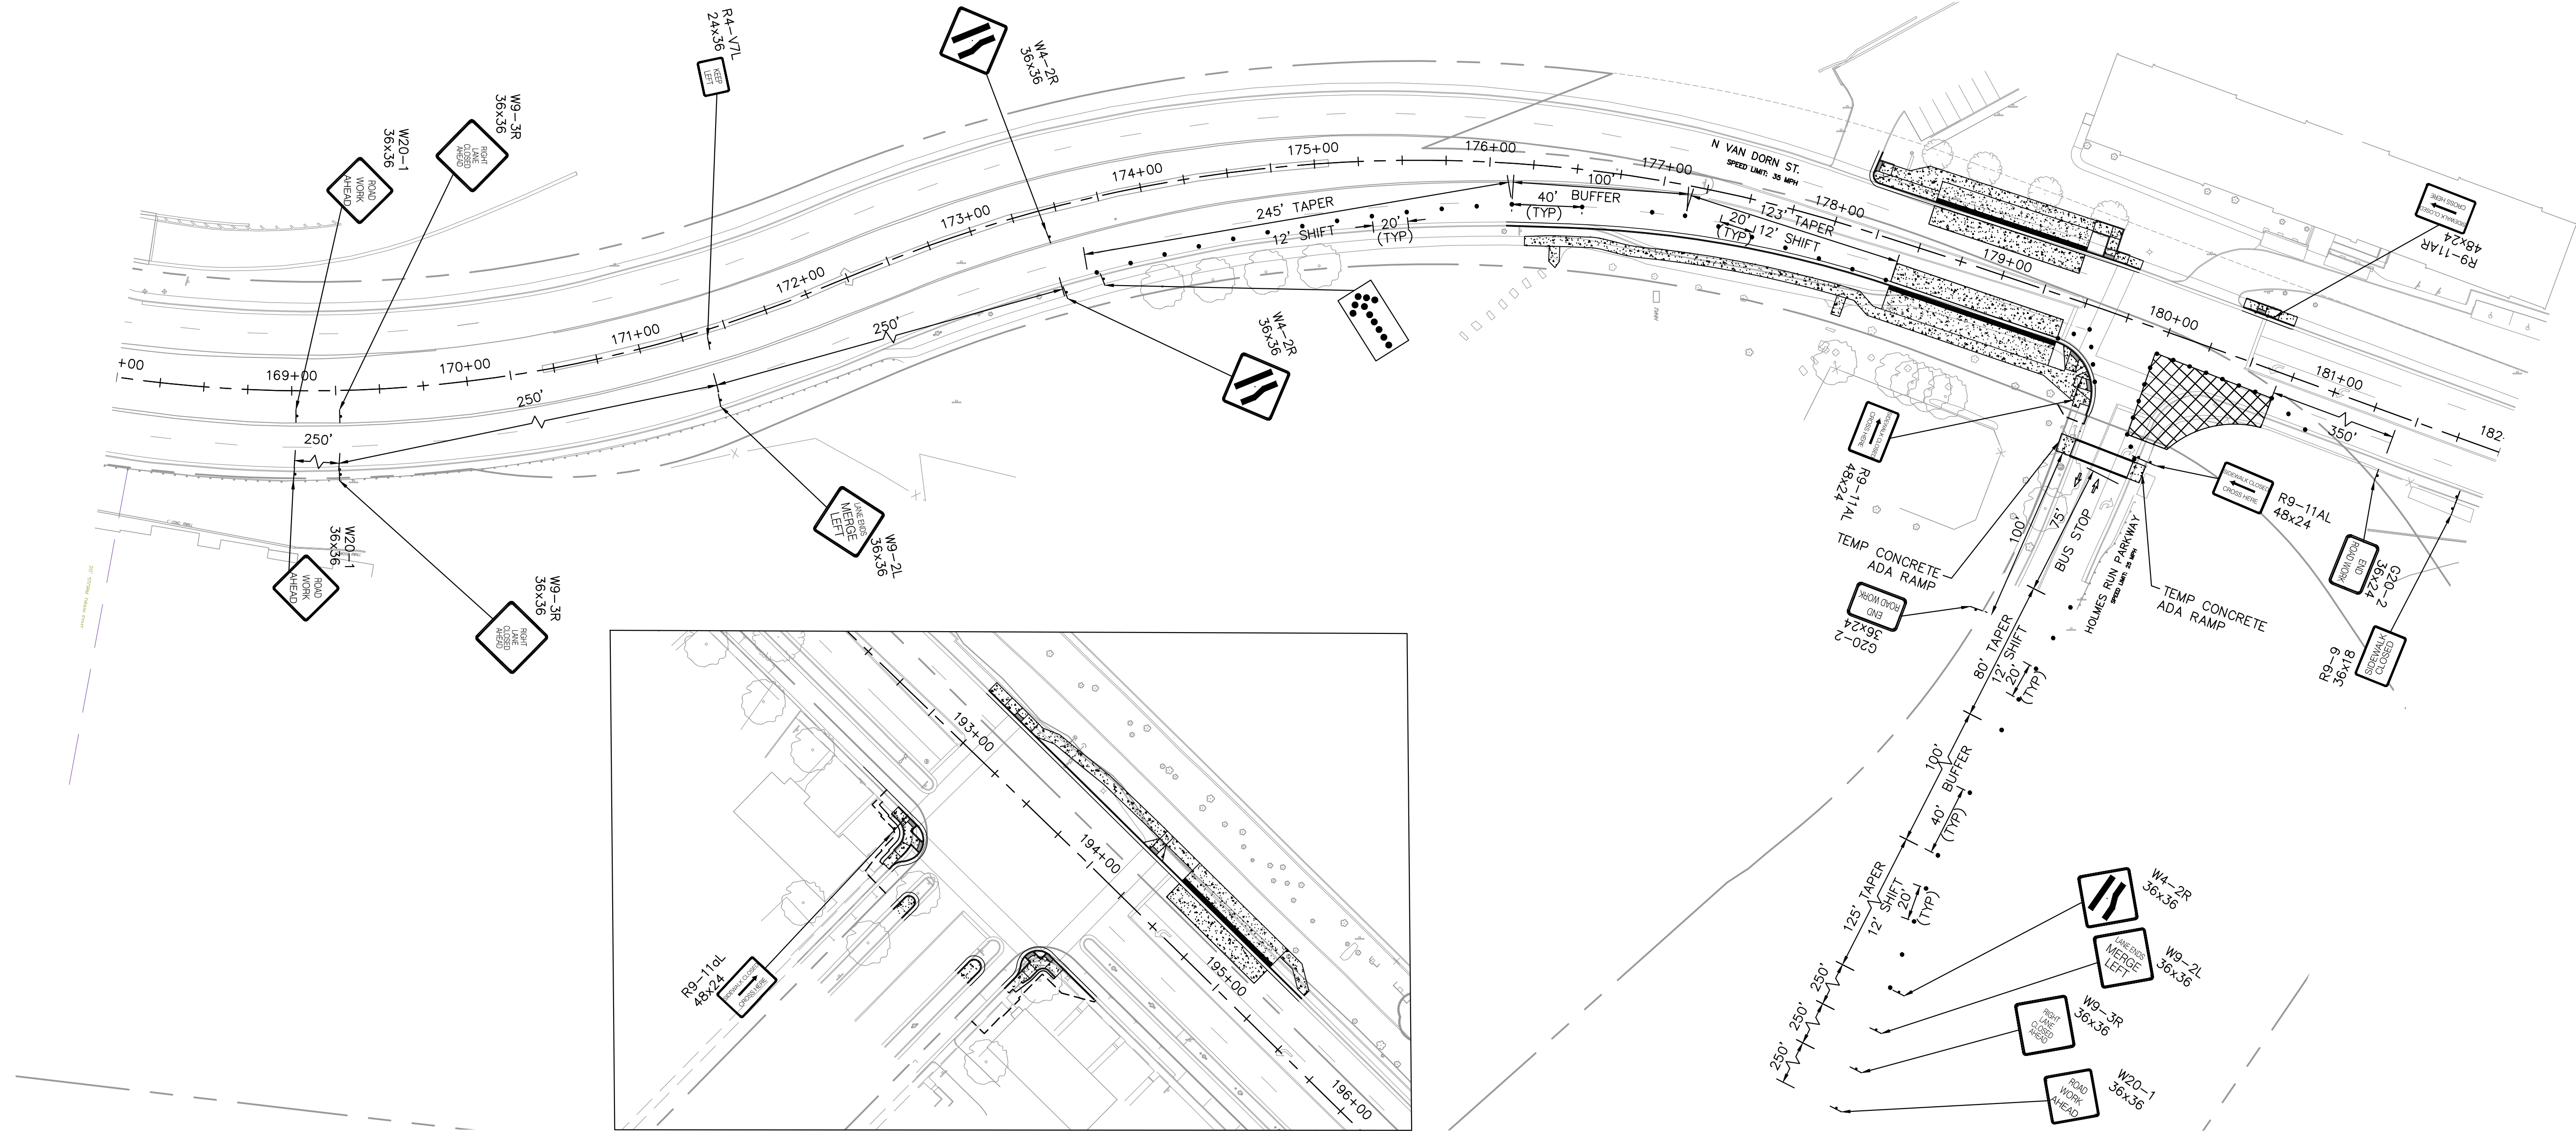 R4-V7L
24x36
KEEP
LEFT
W4-2R
36x36
W9-3R
36x36
RIGHT
LANE
CLOSED
AHEAD
W20-1
36x36
ROAD
WORK
AHEAD
N VAN DORN ST.
SPEED LIMIT: 35 MPH
+00
169+00
170+00
171+00
172+00
173+00
174+00
175+00
176+00
177+00
178+00
179+00
180+00
181+00
182
245' TAPER
12' SHIFT
20'
(TYP)
100'
BUFFER
40'
(TYP)
123' TAPER
12' SHIFT
20'
(TYP)
250'
250'
250'
W4-2R
36x36
SIDEWALK CLOSED
CROSS HERE
R9-11AR
48x24
W20-1
36x36
ROAD
WORK
AHEAD
W9-3R
36x36
RIGHT
LANE
CLOSED
AHEAD
LANE ENDS
MERGE
LEFT
W9-2L
36x36
SIDEWALK CLOSED
CROSS HERE
R9-11AL
48x24
TEMP CONCRETE
ADA RAMP
END
ROAD WORK
G20-2
36x24
100'
75'
BUS STOP
HOLMES RUN PARKWAY
SPEED LIMIT: 25 MPH
TEMP CONCRETE
ADA RAMP
SIDEWALK CLOSED
CROSS HERE
R9-11AL
48x24
350'
END
ROAD WORK
G20-2
36x24
SIDEWALK
CLOSED
R9-9
36x18
80' TAPER
12' SHIFT
20'
(TYP)
100'
BUFFER
40'
(TYP)
125' TAPER
12' SHIFT
20'
(TYP)
250'
250'
250'
W4-2R
36x36
LANE ENDS
MERGE
LEFT
W9-2L
36x36
RIGHT
LANE
CLOSED
AHEAD
W9-3R
36x36
ROAD
WORK
AHEAD
W20-1
36x36
193+00
194+00
195+00
196+00
R9-11aL
48x24
SIDEWALK CLOSED
CROSS HERE